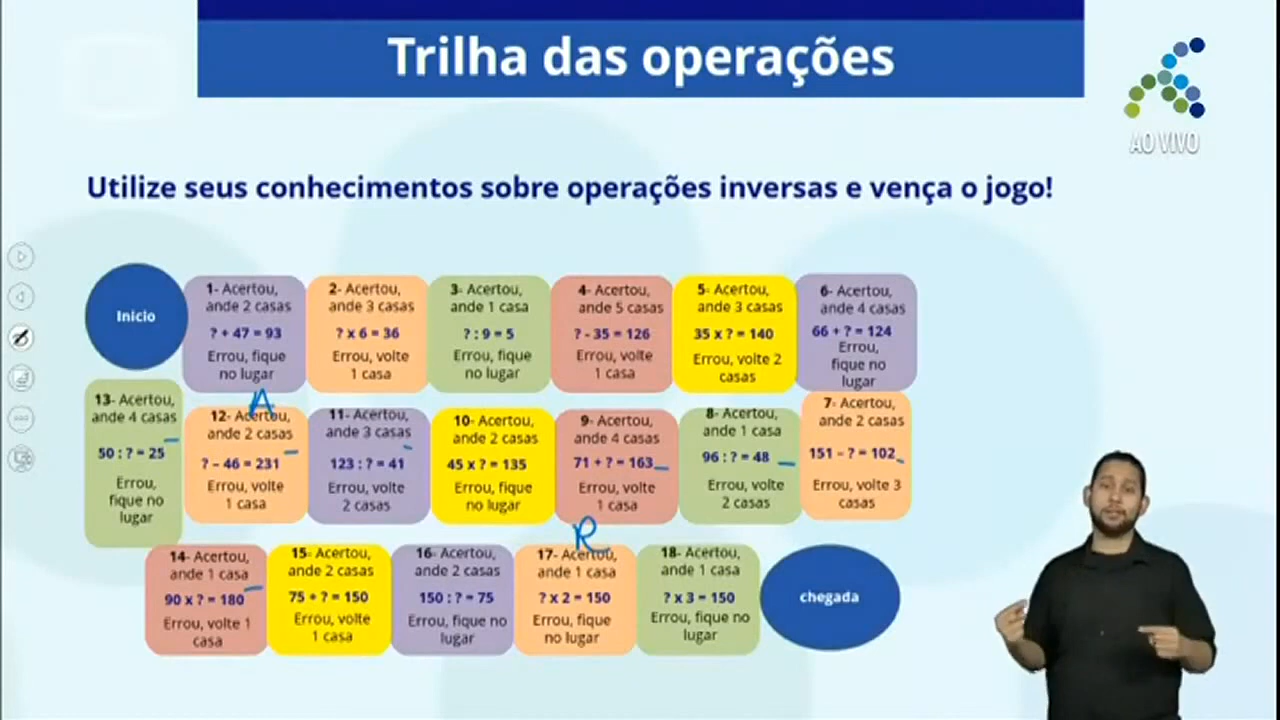 Trilha das operações
AO VIVO
Utilize seus conhecimentos sobre operações inversas e vença o jogo!
Inicio
1- Acertou,
ande 2 casas
? + 47 = 93
Errou, fique
no lugar
2- Acertou,
ande 3 casas
? x 6 = 36
Errou, volte
1 casa
3- Acertou,
ande 1 casa
? : 9 = 5
Errou, fique
no lugar
4- Acertou,
ande 5 casas
? - 35 = 126
Errou, volte
1 casa
5- Acertou,
ande 3 casas
35 x ? = 140
Errou, volte 2
casas
6- Acertou,
ande 4 casas
66 + ? = 124
Errou,
fique no
lugar
7- Acertou,
ande 2 casas
151 - ? = 102
Errou, volte 3
casas
8- Acertou,
ande 1 casa
96 : ? = 48
Errou, volte
2 casas
9- Acertou,
ande 4 casas
71 + ? = 163
Errou, volte
1 casa
10- Acertou,
ande 2 casas
45 x ? = 135
Errou, fique
no lugar
11- Acertou,
ande 3 casas
123 : ? = 41
Errou, volte
2 casas
A
12- Acertou,
ande 2 casas
? – 46 = 231
Errou, volte
1 casa
13- Acertou,
ande 4 casas
50 : ? = 25
Errou,
fique no
lugar
14- Acertou,
ande 1 casa
90 x ? = 180
Errou, volte 1
casa
15- Acertou,
ande 2 casas
75 + ? = 150
Errou, volte
1 casa
16- Acertou,
ande 2 casas
150 : ? = 75
Errou, fique no
lugar
R
17- Acertou,
ande 1 casa
? x 2 = 150
Errou, fique
no lugar
18- Acertou,
ande 1 casa
? x 3 = 150
Errou, fique no
lugar
chegada